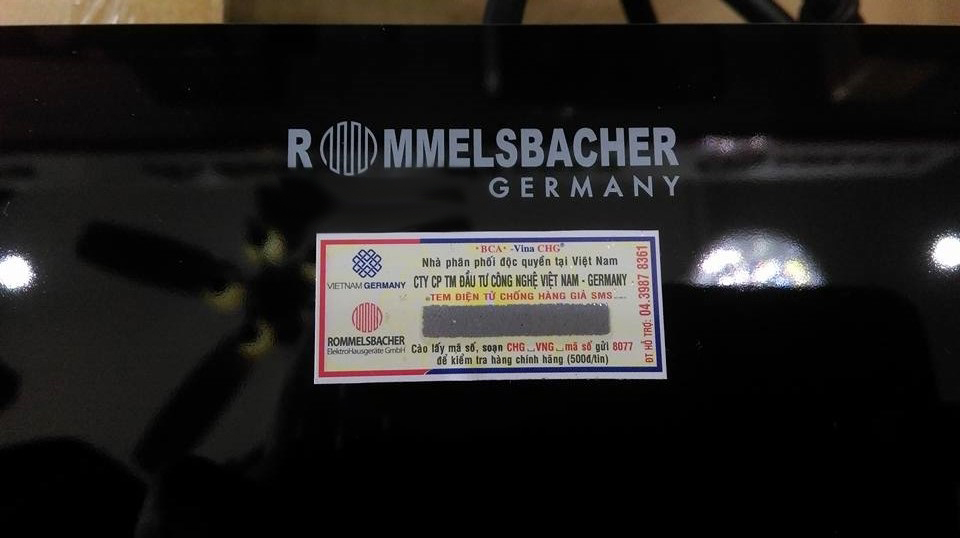 ROMMELSBACHER
GERMANY
*BCA* -Vina CHG®
Nhà phân phối độc quyền tại Việt Nam
CTY CP TM ĐẦU TƯ CÔNG NGHỆ VIỆT NAM - GERMANY
TEM ĐIỆN TỬ CHỐNG HÀNG GIẢ SMS
VIETNAM GERMANY
ROMMELSBACHER
ElektroHausgeräte GmbH
Cào lấy mã số, soạn CHG_VNG_mã số gửi 8077
để kiểm tra hàng chính hãng (500đ/tin)
ĐT HỖ TRỢ: 04.3987 8361